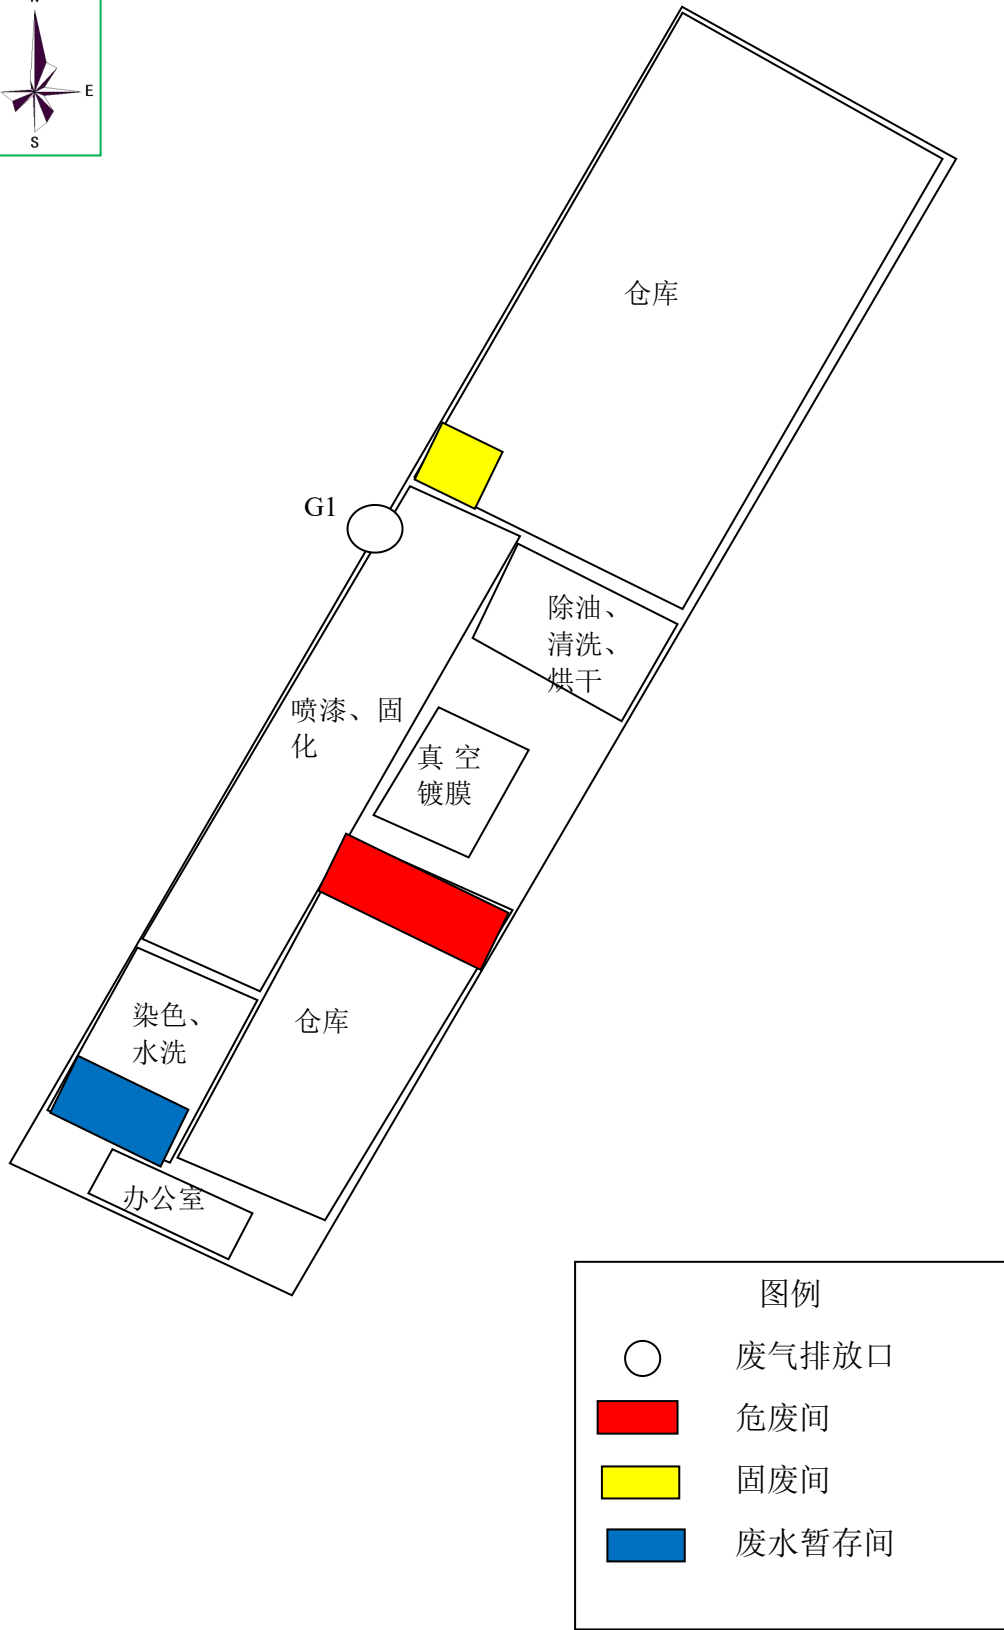 N
E
S
仓库
G1
除油、
清洗、
烘干
喷漆、固
化
真 空
镀膜
染色、
水洗
仓库
办公室
图例
废气排放口
危废间
固废间
废水暂存间